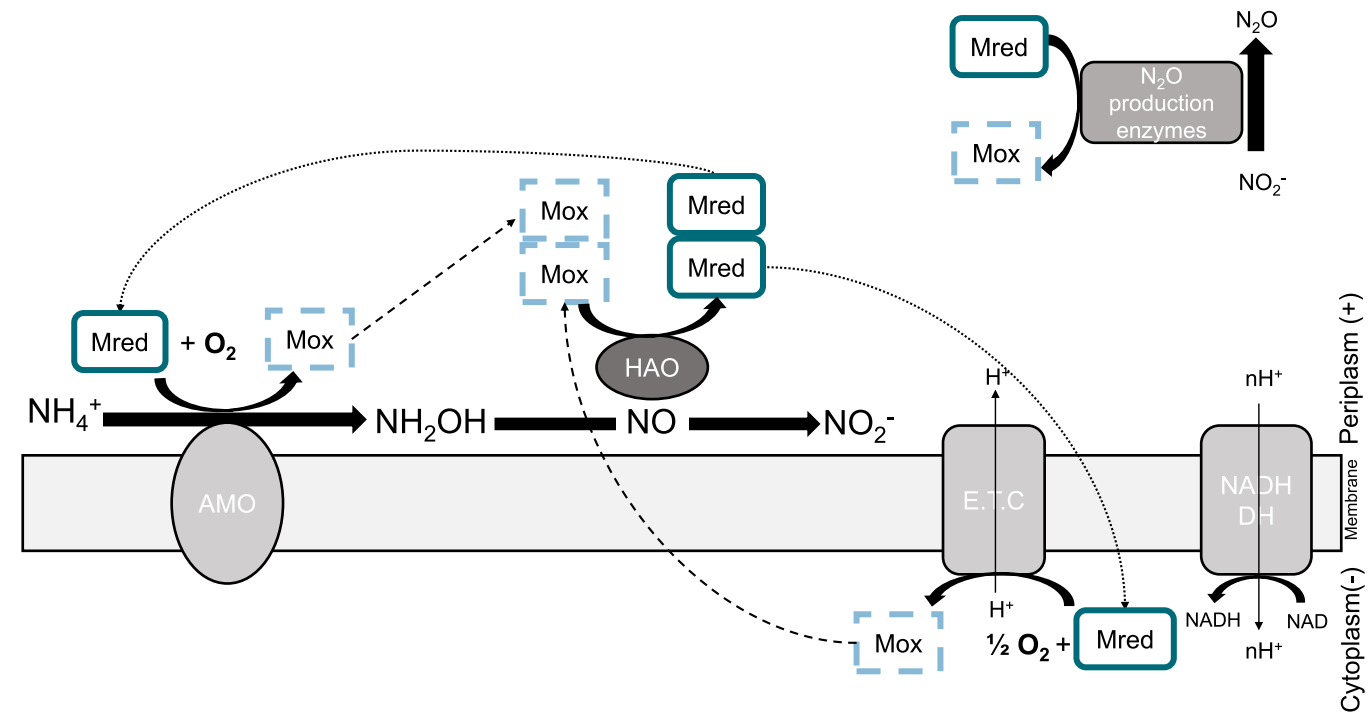 N₂O
Mred
N₂O
production
enzymes
Mox
NO₂⁻
Mox
Mred
Mox
Mred
Mred
+ O₂
Mox
HAO
H⁺
nH⁺
Periplasm (+)
NH₄⁺
NH₂OH
NO
NO₂⁻
AMO
E.T.C
NADH
DH
Membrane
H⁺
NADH
NAD
Mox
½ O₂ +
Mred
nH⁺
Cytoplasm(-)